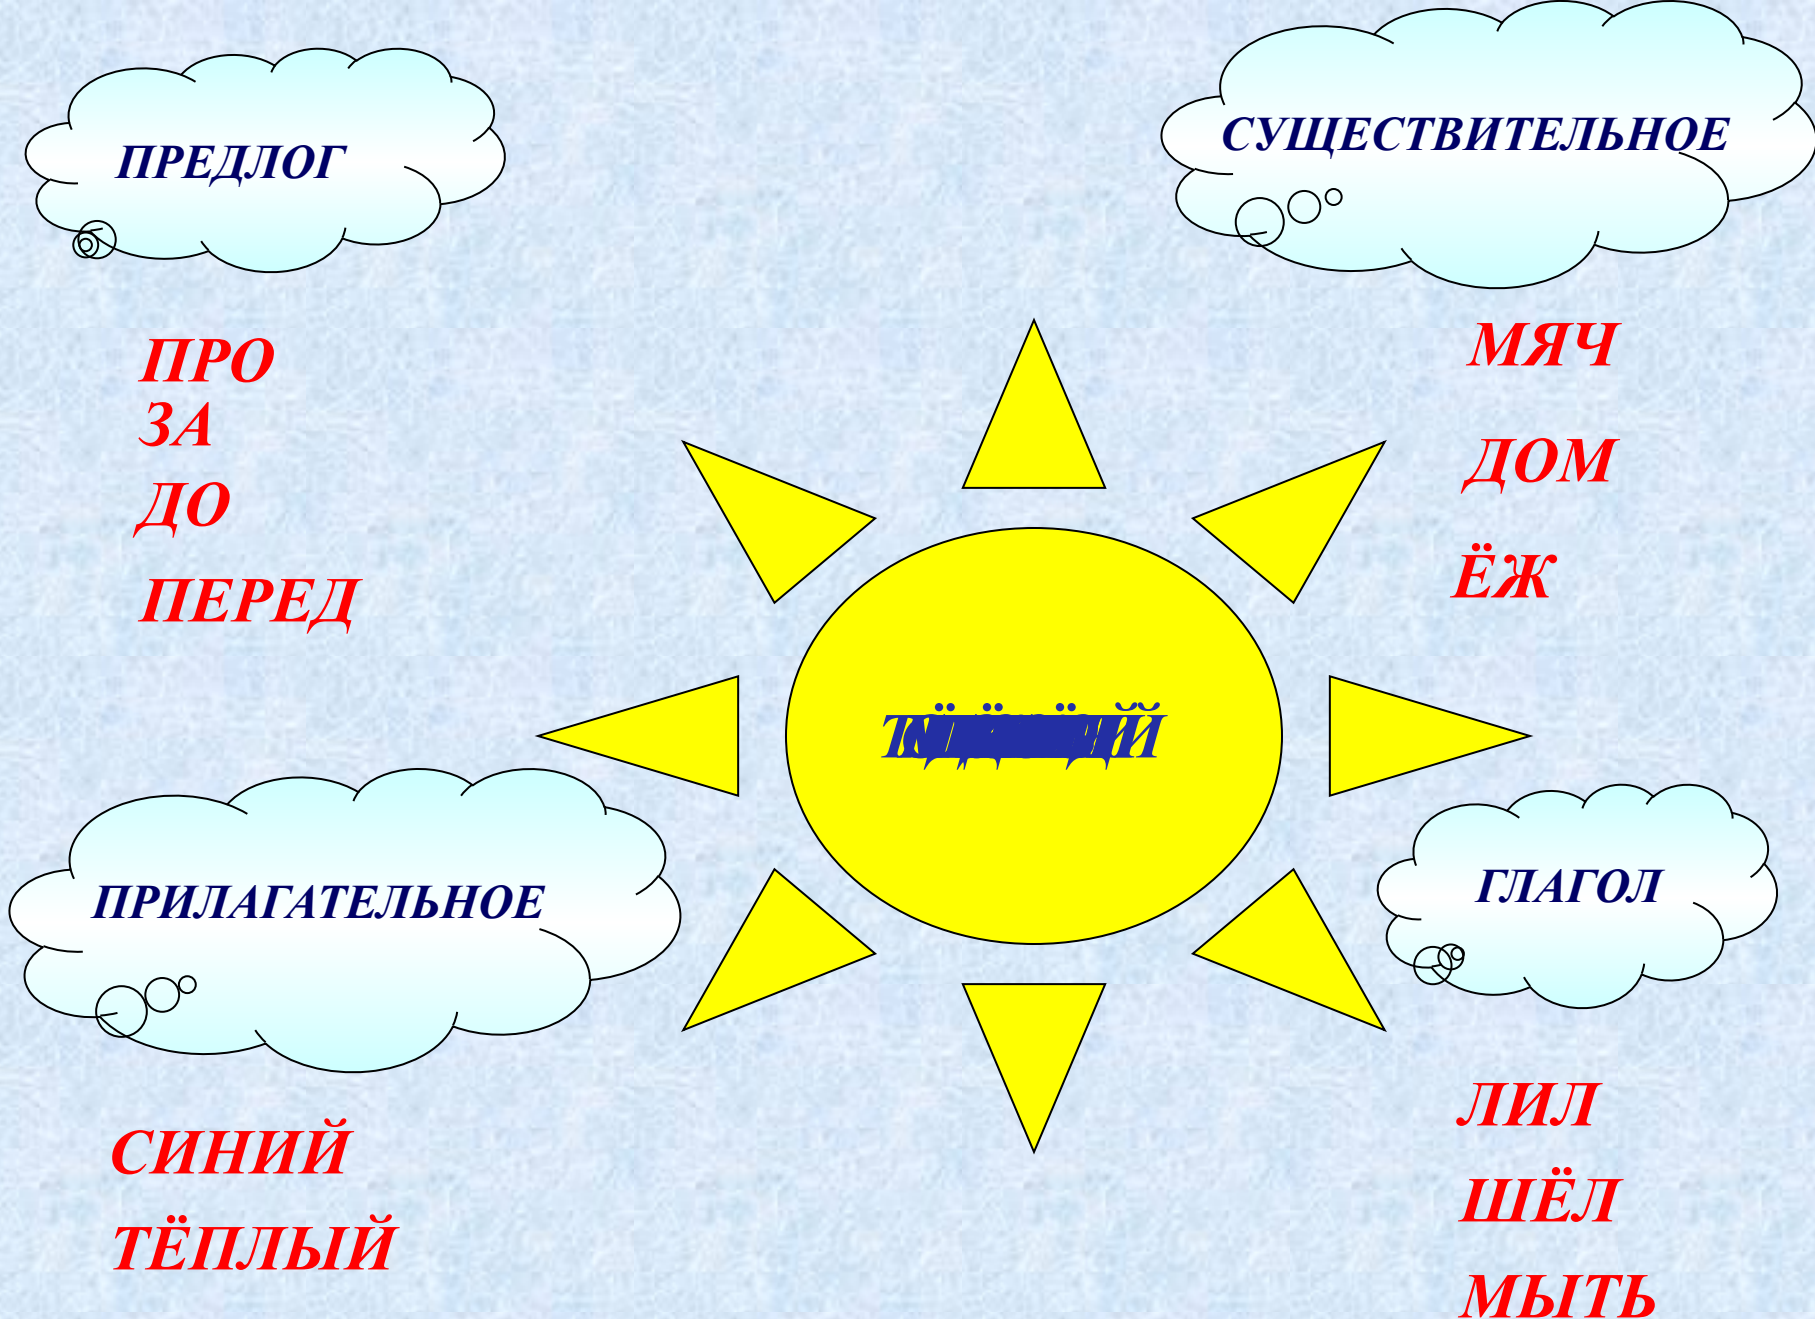 ПРЕДЛОГ
ПРО
ЗА
ДО
ПЕРЕД
СУЩЕСТВИТЕЛЬНОЕ
МЯЧ
ДОМ
ЁЖ
ПРИЛАГАТЕЛЬНОЕ
СИНИЙ
ТЁПЛЫЙ
ГЛАГОЛ
ЛИЛ
ШЁЛ
МЫТЬ